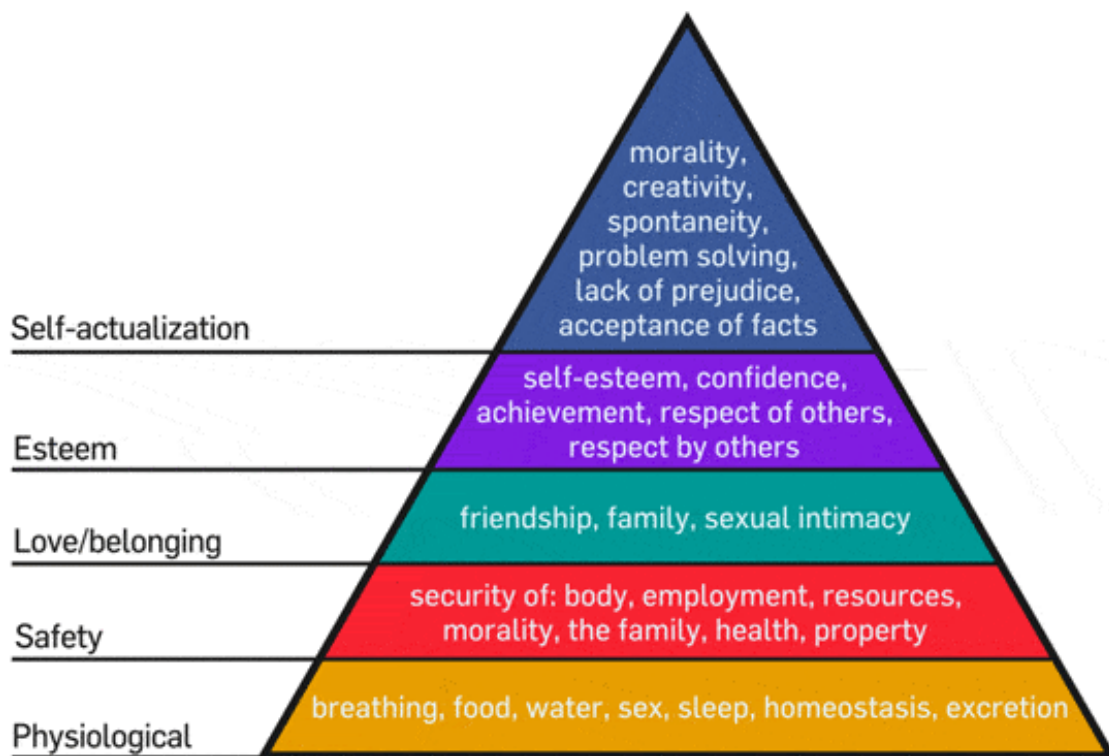 morality,
creativity,
spontaneity,
problem solving,
lack of prejudice,
acceptance of facts
Self-actualization
self-esteem, confidence,
achievement, respect of others,
respect by others
Esteem
friendship, family, sexual intimacy
Love/belonging
security of: body, employment, resources,
morality, the family, health, property
Safety
breathing, food, water, sex, sleep, homeostasis, excretion
Physiological